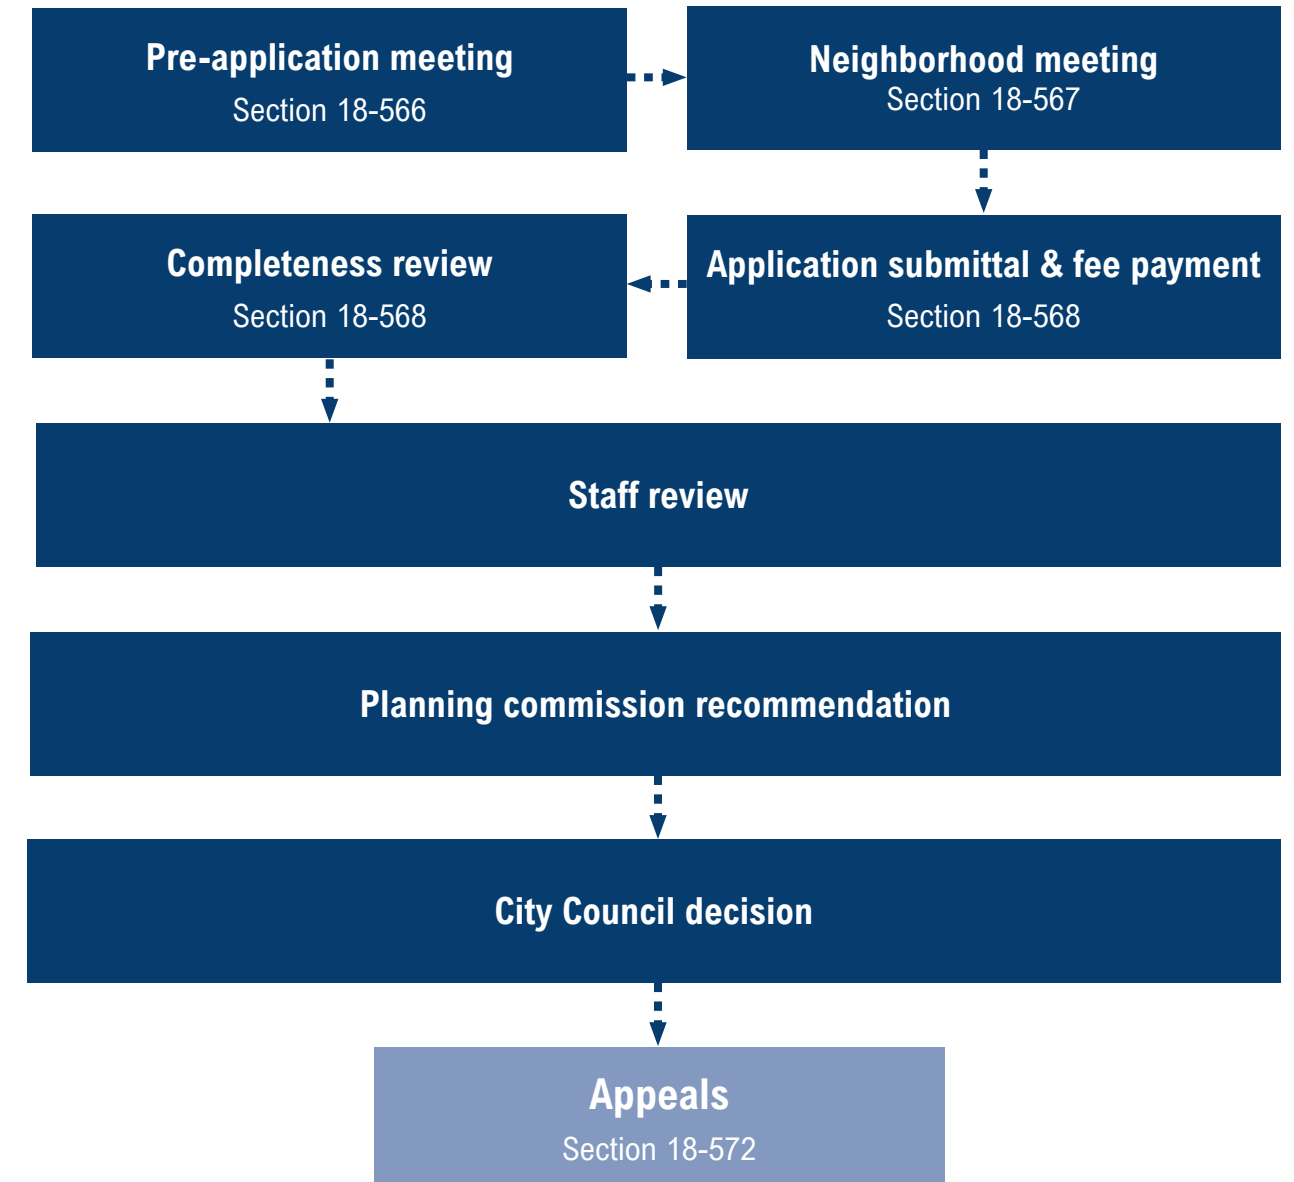 Pre-application meeting
Section 18-566
Neighborhood meeting
Section 18-567
Application submittal & fee payment
Section 18-568
Completeness review
Section 18-568
Staff review
Planning commission recommendation
City Council decision
Appeals
Section 18-572